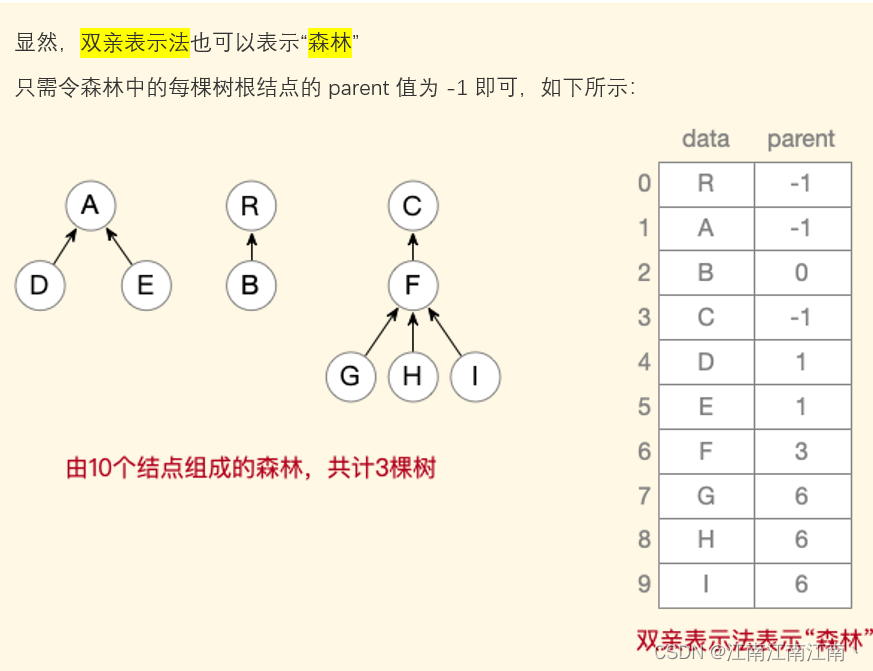 显然，双亲表示法也可以表示“森林”
只需令森林中的每棵树根结点的 parent 值为 -1 即可，如下所示：
data parent
0 R -1
1 A -1
2 B 0
3 C -1
4 D 1
5 E 1
6 F 3
7 G 6
8 H 6
9 I 6
A R C
D E B F
G H I
由10个结点组成的森林，共计3棵树
双亲表示法表示“森林”
CSDN @江南江南江南丶